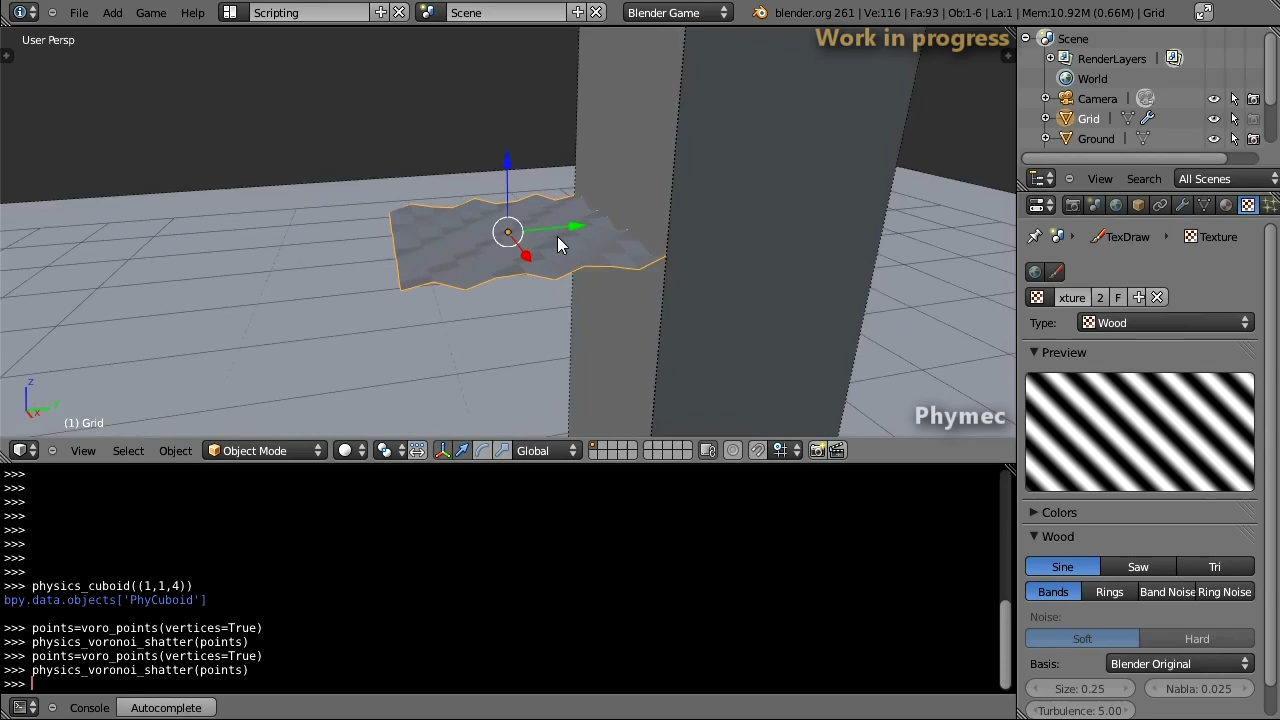 File Add Game Help Scripting Scene Blender Game blender.org 261 | Ve:116 | Fa:93 | Ob:1-6 | La:1 | Mem:10.92M (0.66M) | Grid
User Persp
Work in progress
z
y
x
(1) Grid
Phymec
View Select Object Object Mode Global
>>>
>>>
>>>
>>>
>>>
>>>
>>>
>>>
>>> physics_cuboid((1,1,4))
bpy.data.objects['PhyCuboid']
>>> points=voro_points(vertices=True)
>>> physics_voronoi_shatter(points)
>>> points=voro_points(vertices=True)
>>> physics_voronoi_shatter(points)
>>>
Console Autocomplete
Scene
RenderLayers |
World
Camera |
Grid |
Ground |
View Search All Scenes
TexDraw Texture
xture 2 F
Type: Wood
Preview
Colors
Wood
Sine Saw Tri
Bands Rings Band Noise Ring Noise
Noise:
Soft Hard
Basis: Blender Original
Size: 0.25 Nabla: 0.025
Turbulence: 5.00